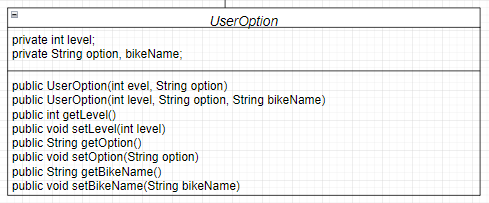 UserOption
private int level;
private String option, bikeName;
public UserOption(int evel, String option)
public UserOption(int level, String option, String bikeName)
public int getLevel()
public void setLevel(int level)
public String getOption()
public void setOption(String option)
public String getBikeName()
public void setBikeName(String bikeName)